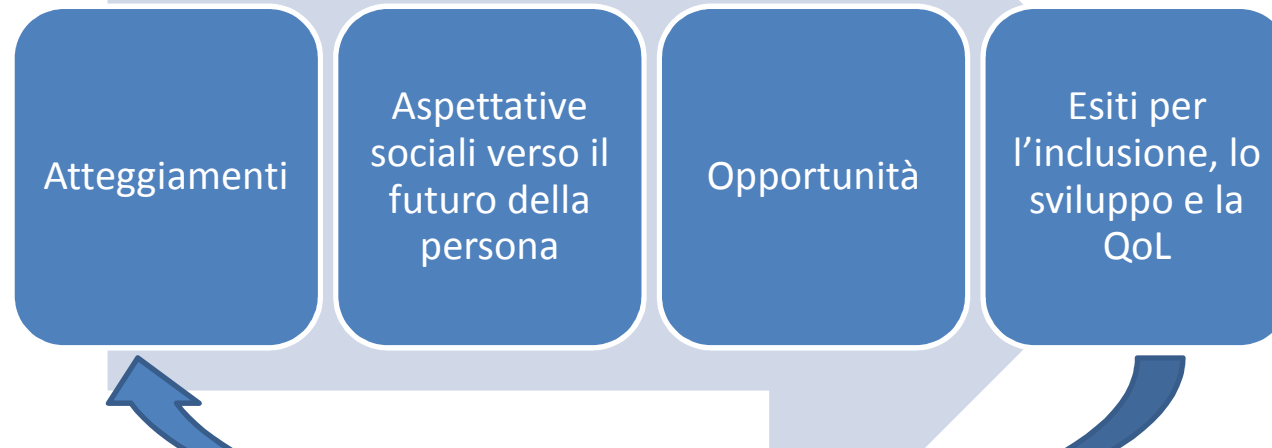 Atteggiamenti
Aspettative
sociali verso il
futuro della
persona
Opportunità
Esiti per
l’inclusione, lo
sviluppo e la
QoL